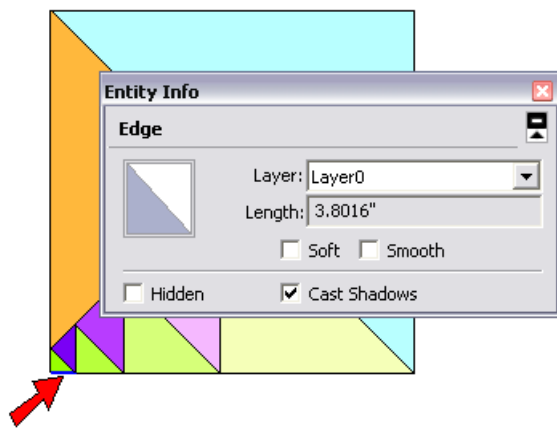 Entity Info
Edge
Layer: Layer0
Length: 3.8016"
Soft Smooth
Hidden Cast Shadows